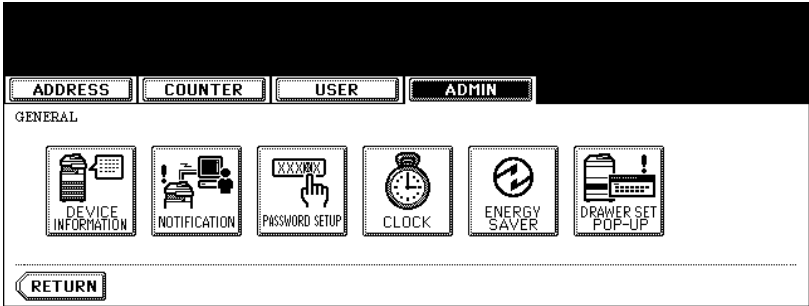 ADDRESS COUNTER USER ADMIN
GENERAL
XXXXX
DEVICE INFORMATION
NOTIFICATION
PASSWORD SETUP
CLOCK
ENERGY SAVER
DRAWER SET POP-UP
RETURN